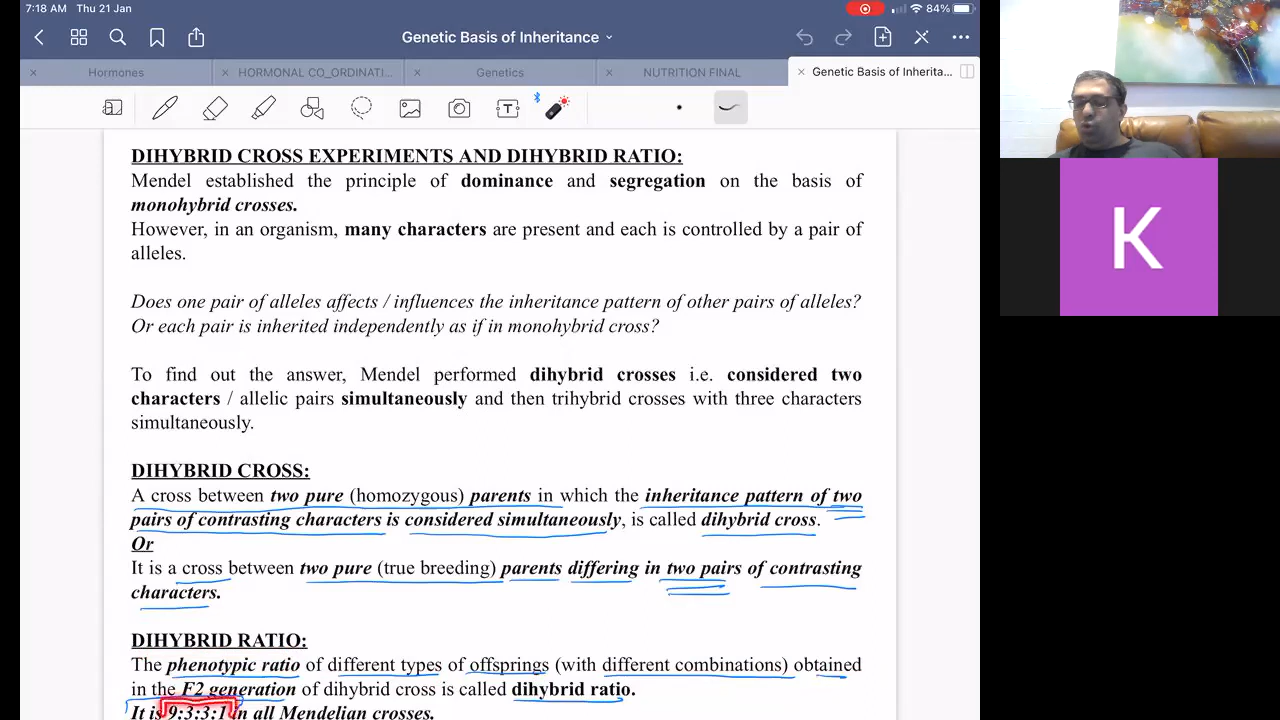 7:18 AM Thu 21 Jan
84%
Genetic Basis of Inheritance
Hormones
HORMONAL CO_ORDINATI...
Genetics
NUTRITION FINAL
Genetic Basis of Inherita...
T
DIHYBRID CROSS EXPERIMENTS AND DIHYBRID RATIO:
Mendel established the principle of dominance and segregation on the basis of
monohybrid crosses.
However, in an organism, many characters are present and each is controlled by a pair of
alleles.
Does one pair of alleles affects / influences the inheritance pattern of other pairs of alleles?
Or each pair is inherited independently as if in monohybrid cross?
To find out the answer, Mendel performed dihybrid crosses i.e. considered two
characters / allelic pairs simultaneously and then trihybrid crosses with three characters
simultaneously.
DIHYBRID CROSS:
A cross between two pure (homozygous) parents in which the inheritance pattern of two
pairs of contrasting characters is considered simultaneously, is called dihybrid cross.
Or
It is a cross between two pure (true breeding) parents differing in two pairs of contrasting
characters.
DIHYBRID RATIO:
The phenotypic ratio of different types of offsprings (with different combinations) obtained
in the F2 generation of dihybrid cross is called dihybrid ratio.
It is 9:3:3:1 in all Mendelian crosses.
K